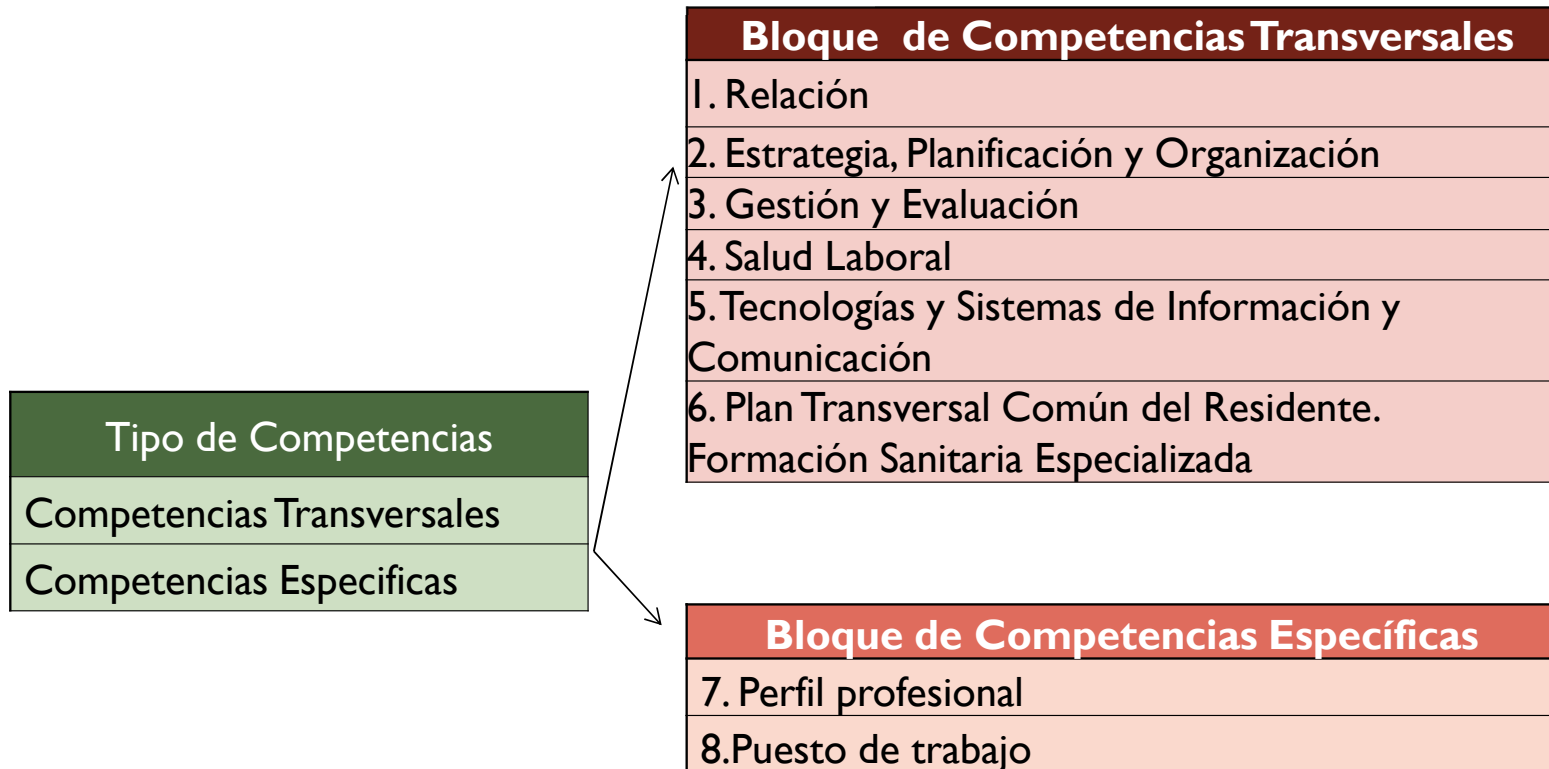 Bloque de Competencias Transversales
1. Relación
2. Estrategia, Planificación y Organización
3. Gestión y Evaluación
4. Salud Laboral
5. Tecnologías y Sistemas de Información y
Comunicación
6. Plan Transversal Común del Residente.
Formación Sanitaria Especializada
Tipo de Competencias
Competencias Transversales
Competencias Especificas
Bloque de Competencias Específicas
7. Perfil profesional
8.Puesto de trabajo